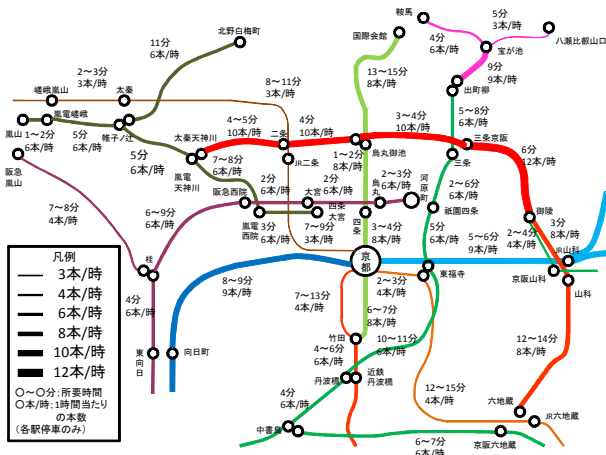 鞍馬
5分
3本/時
八瀬比叡山口
4分
6本/時
宝が池
北野白梅町
国際会館
11分
6本/時
9分
9本/時
13~15分
8本/時
出町柳
2~3分
3本/時
8~11分
3本/時
嵯峨嵐山
太秦
5~8分
6本/時
嵐電嵯峨
4~5分
10本/時
二条
4分
10本/時
3~4分
10本/時
三条京阪
嵐山
1~2分
6本/時
5分
6本/時
帷子ノ辻
太秦天神川
烏丸御池
1~2分
8本/時
JR二条
三条
6分
12本/時
5分
6本/時
嵐電
天神川
7~8分
6本/時
阪急
嵐山
阪急西院
2分
6本/時
大宮
2分
6本/時
烏丸
2~3分
6本/時
河原町
2~6分
6本/時
祇園四条
7~8分
4本/時
6~9分
6本/時
嵐電
西院
3分
6本/時
四条
大宮
7~9分
3本/時
四条
3~4分
8本/時
5分
6本/時
5~6分
9本/時
御陵
2~4分
4本/時
3分
8本/時
JR山科
京阪山科
山科
京都
東福寺
桂
8~9分
9本/時
2~3分
4本/時
7~13分
4本/時
6~7分
8本/時
4分
6本/時
東向日
向日町
竹田
10~11分
6本/時
4~6分
6本/時
12~14分
8本/時
丹波橋
近鉄
丹波橋
12~15分
4本/時
六地蔵
JR六地蔵
4分
6本/時
中書島
6~7分
6本/時
京阪六地蔵
凡例
3本/時
4本/時
6本/時
8本/時
10本/時
12本/時
○~○分;所要時間
○本/時;1時間当たり
の本数
(各駅停車のみ)